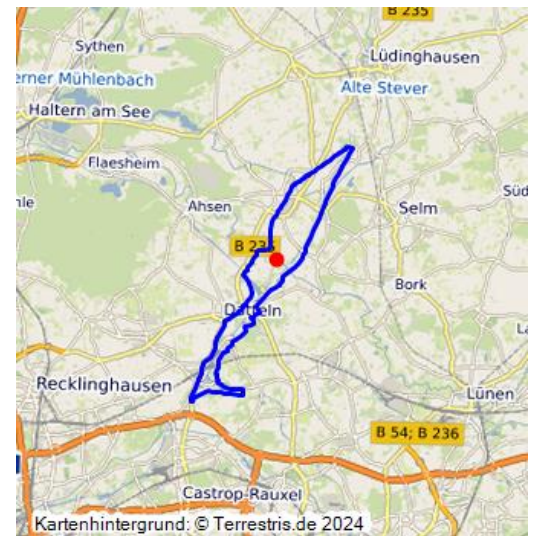 B 235
Sythen
Lüdinghausen
erner Mühlenbach
Alte Stever
Haltern am See
Flaesheim
Süd
nle
Ahsen
Selm
B 235
Bork
Datteln
La
Recklinghausen
Lünen
B 54; B 236
Castrop-Rauxel
Kartenhintergrund: © Terrestris.de 2024